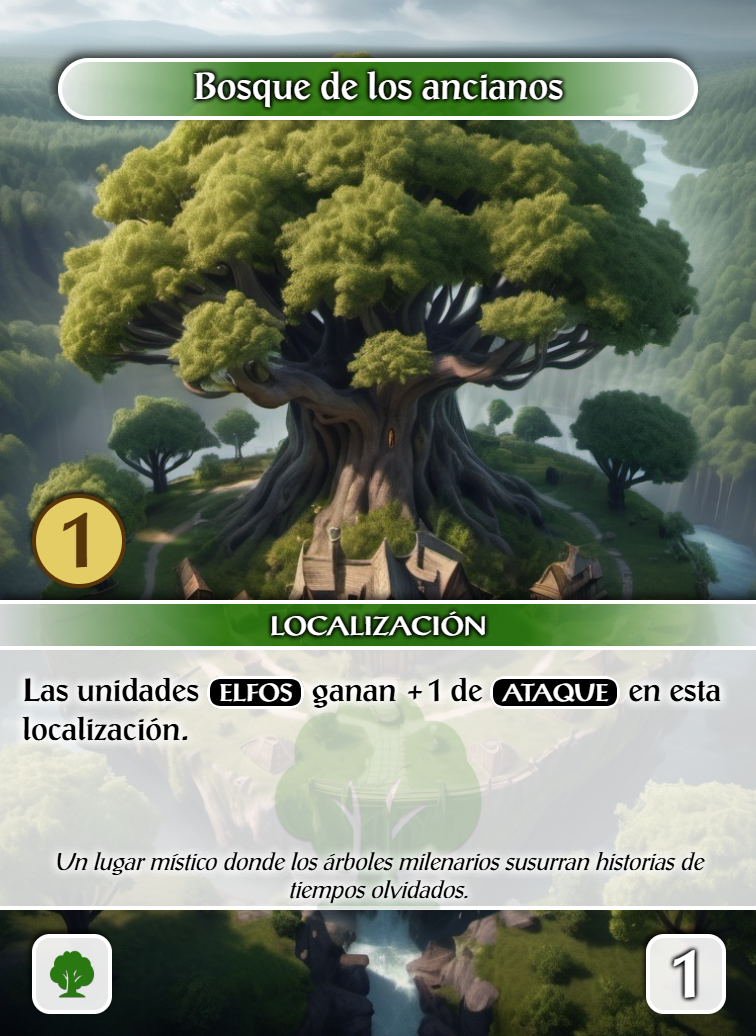 Bosque de los ancianos
1
LOCALIZACIÓN
Las unidades ELFOS ganan +1 de ATAQUE en esta
localización.
Un lugar místico donde los árboles milenarios susurran historias de
tiempos olvidados.
1